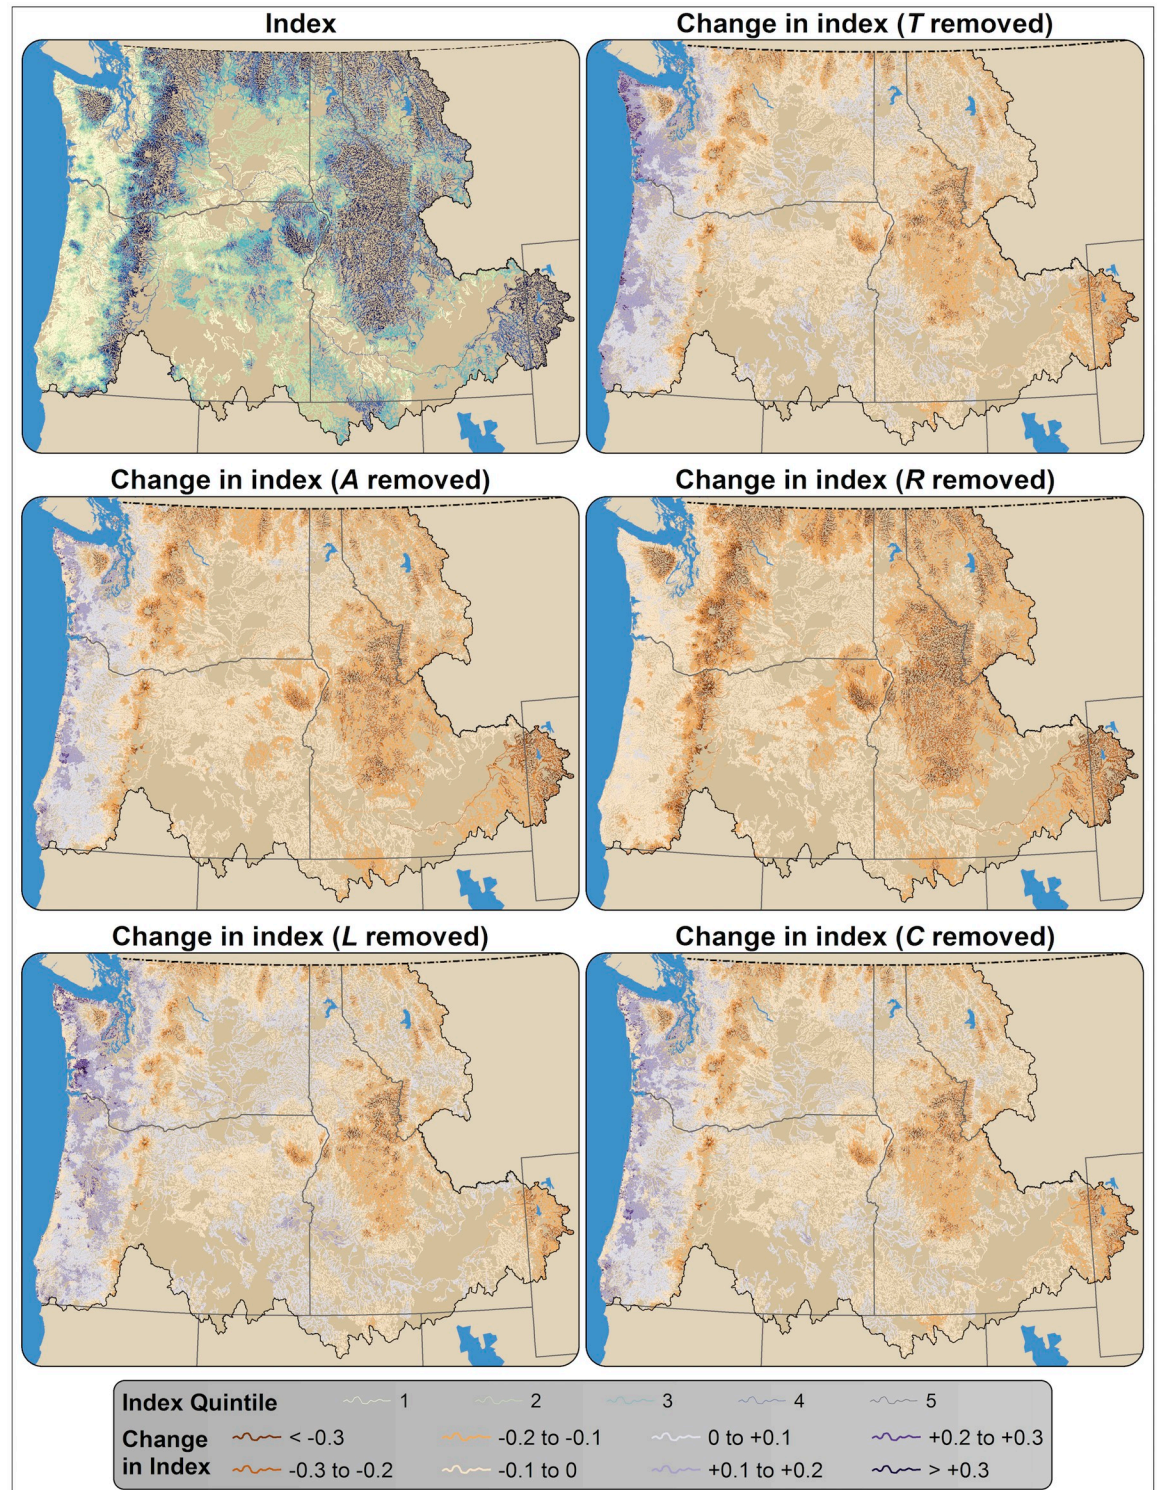 Index
Change in index (T removed)
Change in index (A removed)
Change in index (R removed)
Change in index (L removed)
Change in index (C removed)
Index Quintile 1 2 3 4 5
Change in Index < -0.3 -0.2 to -0.1 0 to +0.1 +0.2 to +0.3
-0.3 to -0.2 -0.1 to 0 +0.1 to +0.2 > +0.3